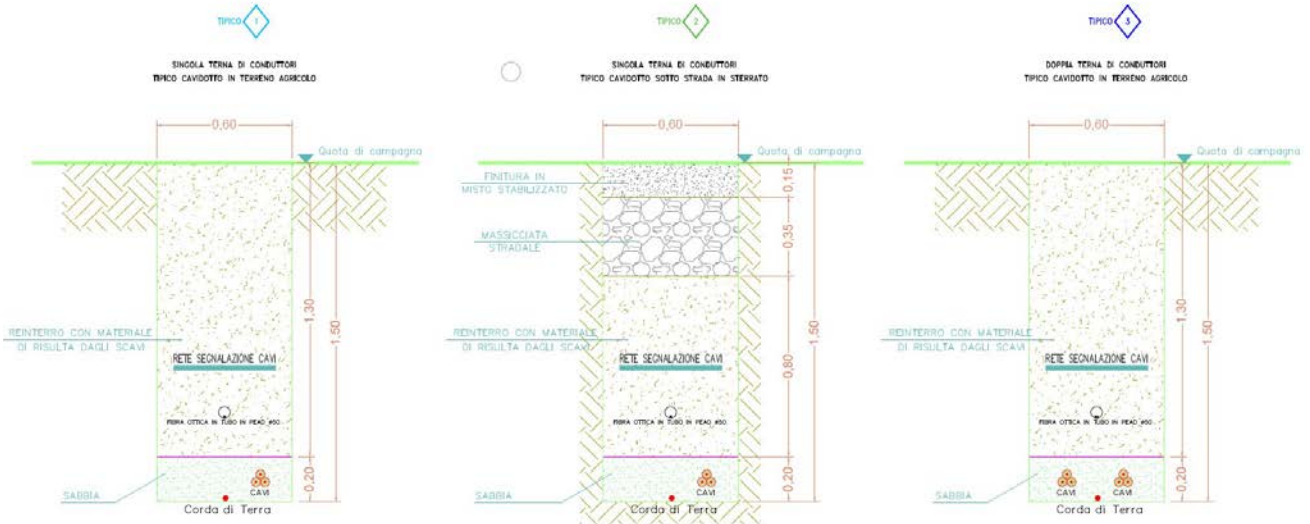 TIPICO 1
SINGOLA TERNA DI CONDUTTORI
TIPICO CAVIDOTTO IN TERRENO AGRICOLO
0,60
Quota di campagna
1,30
1,50
REINTERRO CON MATERIALE
DI RISULTA DAGLI SCAVI
RETE SEGNALAZIONE CAVI
FIBRA OTTICA IN TUBO IN PEAD ø50
0,20
SABBIA
CAVI
Corda di Terra
TIPICO 2
SINGOLA TERNA DI CONDUTTORI
TIPICO CAVIDOTTO SOTTO STRADA IN STERRATO
0,60
Quota di campagna
FINITURA IN
MISTO STABILIZZATO
0,15
MASSICCIATA
STRADALE
0,35
1,50
REINTERRO CON MATERIALE
DI RISULTA DAGLI SCAVI
RETE SEGNALAZIONE CAVI
0,80
FIBRA OTTICA IN TUBO IN PEAD ø50
0,20
SABBIA
CAVI
Corda di Terra
TIPICO 3
DOPPIA TERNA DI CONDUTTORI
TIPICO CAVIDOTTO IN TERRENO AGRICOLO
0,60
Quota di campagna
1,30
1,50
REINTERRO CON MATERIALE
DI RISULTA DAGLI SCAVI
RETE SEGNALAZIONE CAVI
FIBRA OTTICA IN TUBO IN PEAD ø50
0,20
SABBIA
CAVI CAVI
Corda di Terra